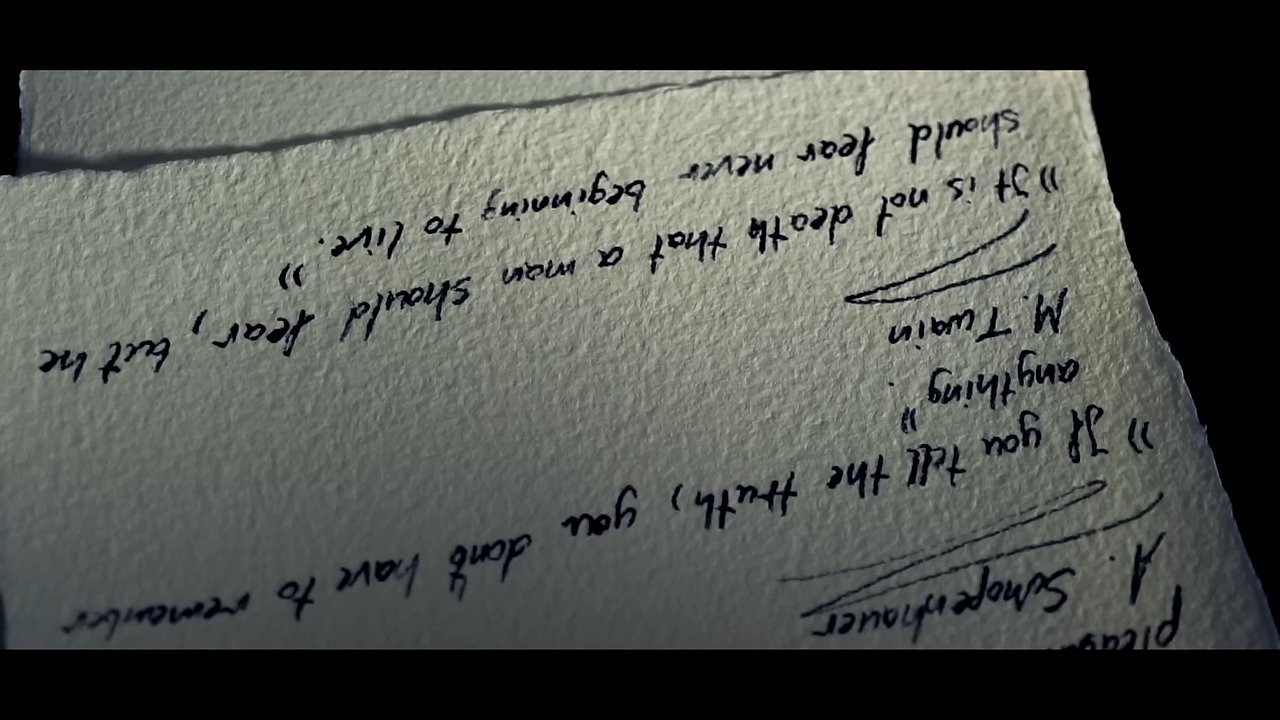 A. Schopenhauer
"If you tell the truth, you don't have to remember
anything".
M. Twain
"It is not death that a man should fear, but he
should fear never beginning to live."